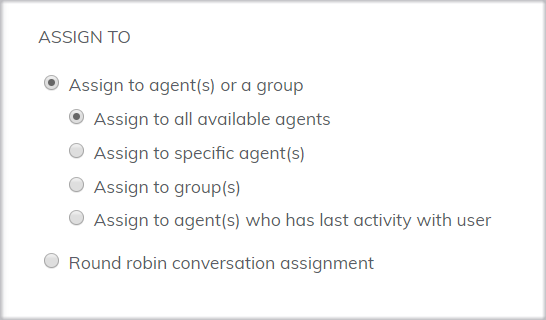 ASSIGN TO
Assign to agent(s) or a group
Assign to all available agents
Assign to specific agent(s)
Assign to group(s)
Assign to agent(s) who has last activity with user
Round robin conversation assignment